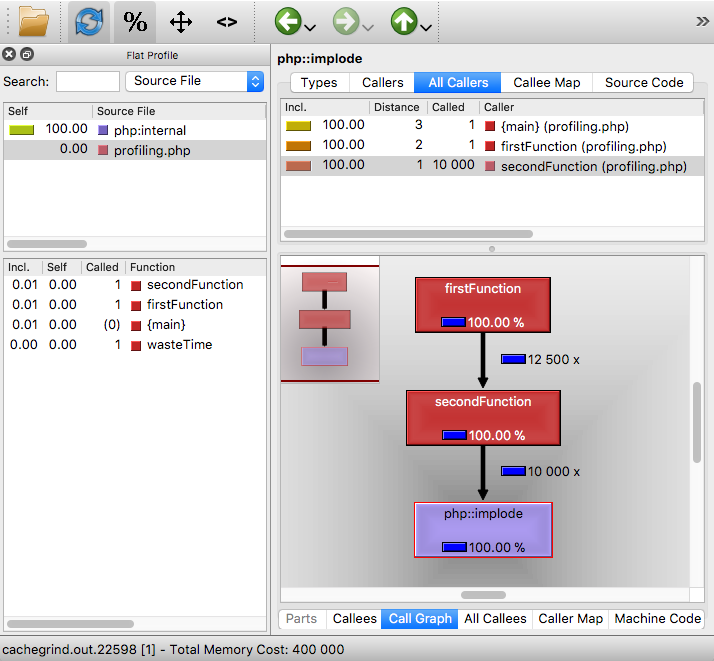 %
<>
»
Flat Profile
Search:
Source File
Self Source File
100.00 php:internal
0.00 profiling.php
Incl. Self Called Function
0.01 0.00 1 secondFunction
0.01 0.00 1 firstFunction
0.01 0.00 (0) {main}
0.00 0.00 1 wasteTime
php::implode
Types Callers All Callers Callee Map Source Code
Incl. Distance Called Caller
100.00 3 1 {main} (profiling.php)
100.00 2 1 firstFunction (profiling.php)
100.00 1 10 000 secondFunction (profiling.php)
firstFunction
100.00 %
12 500 x
secondFunction
100.00 %
10 000 x
php::implode
100.00 %
Parts Callees Call Graph All Callees Caller Map Machine Code
cachegrind.out.22598 [1] - Total Memory Cost: 400 000